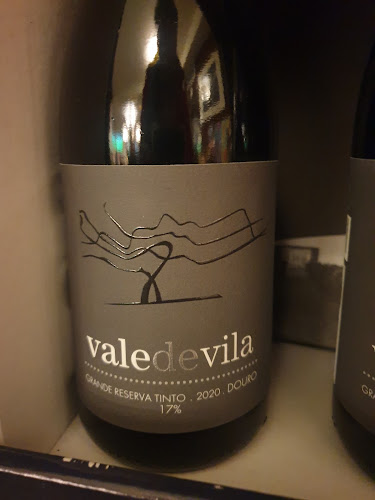 valedevila
GRANDE RESERVA TINTO . 2020 . DOURO
17%